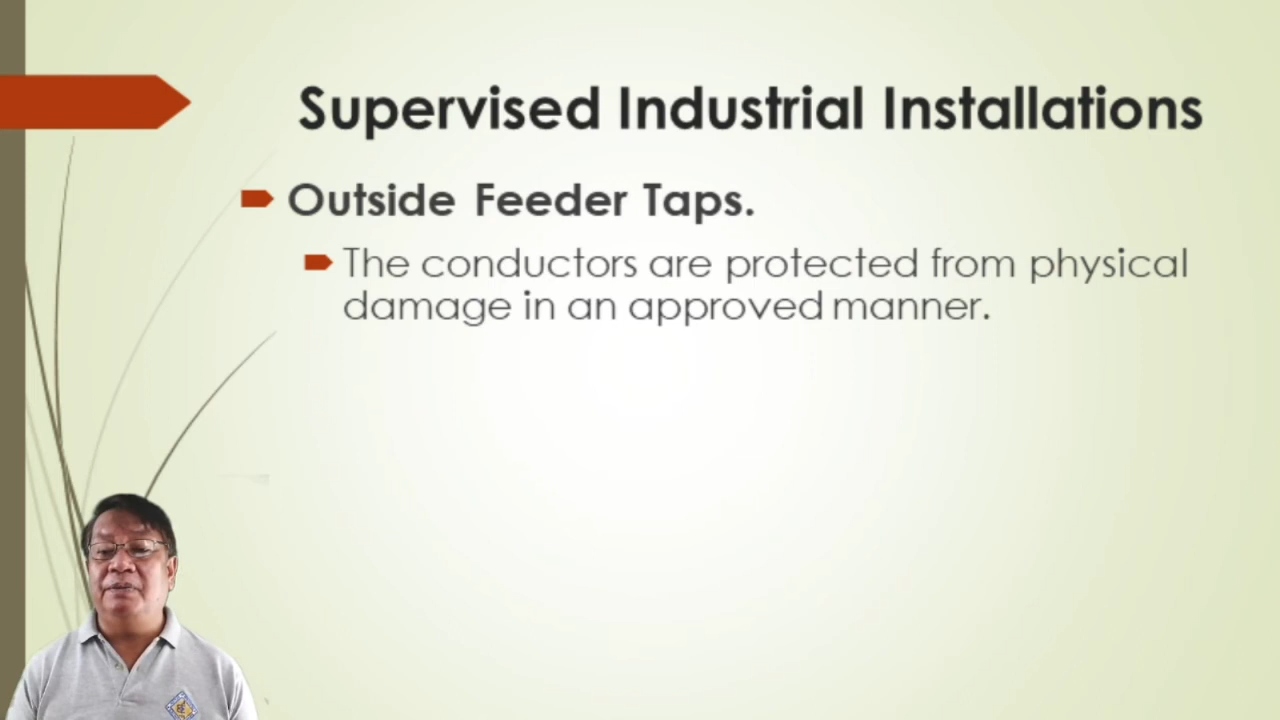 Supervised Industrial Installations
Outside Feeder Taps.
The conductors are protected from physical
damage in an approved manner.